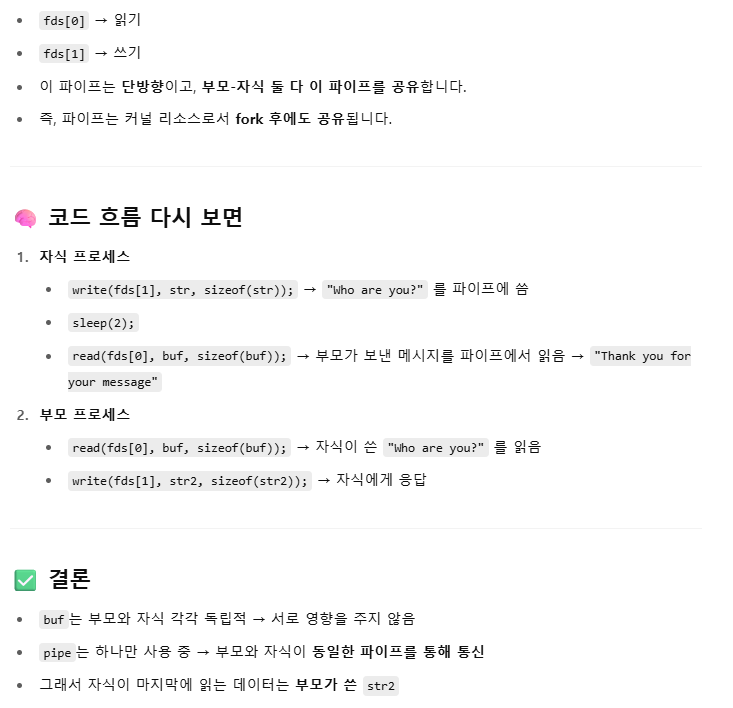 fds[0] → 읽기
fds[1] → 쓰기
이 파이프는 단방향이고, 부모-자식 둘 다 이 파이프를 공유합니다.
즉, 파이프는 커널 리소스로서 fork 후에도 공유됩니다.
🧠 코드 흐름 다시 보면
1. 자식 프로세스
write(fds[1], str, sizeof(str)); → "Who are you?" 를 파이프에 씀
sleep(2);
read(fds[0], buf, sizeof(buf)); → 부모가 보낸 메시지를 파이프에서 읽음 → "Thank you for
your message"
2. 부모 프로세스
read(fds[0], buf, sizeof(buf)); → 자식이 쓴 "Who are you?" 를 읽음
write(fds[1], str2, sizeof(str2)); → 자식에게 응답
✅ 결론
buf는 부모와 자식 각각 독립적 → 서로 영향을 주지 않음
pipe는 하나만 사용 중 → 부모와 자식이 동일한 파이프를 통해 통신
그래서 자식이 마지막에 읽는 데이터는 부모가 쓴 str2